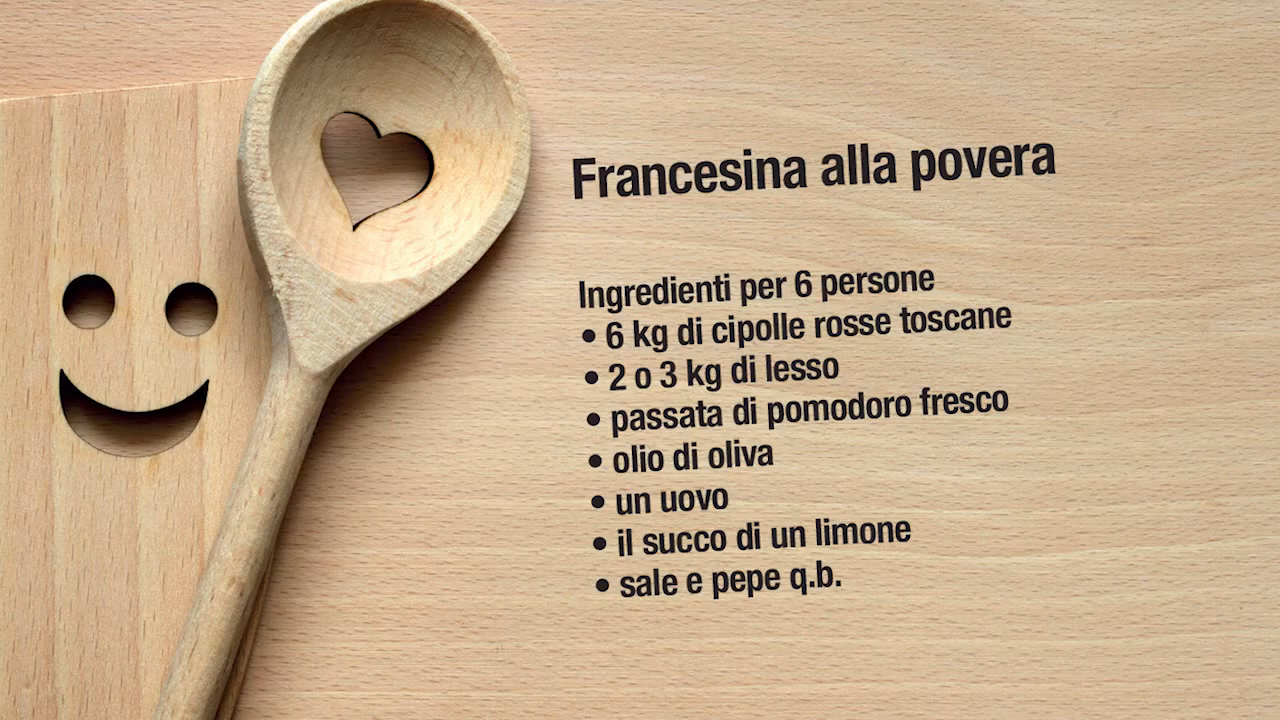 Francesina alla povera
Ingredienti per 6 persone
• 6 kg di cipolle rosse toscane
• 2 o 3 kg di lesso
• passata di pomodoro fresco
• olio di oliva
• un uovo
• il succo di un limone
• sale e pepe q.b.